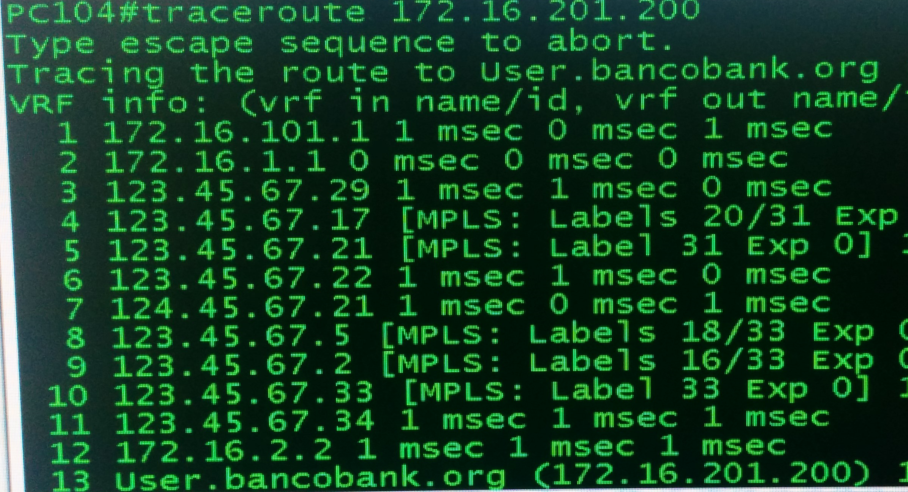 PC104#traceroute 172.16.201.200
Type escape sequence to abort.
Tracing the route to User.bancobank.org
VRF info: (vrf in name/id, vrf out name/
1 172.16.101.1 1 msec 0 msec 1 msec
2 172.16.1.1 0 msec 0 msec 0 msec
3 123.45.67.29 1 msec 1 msec 0 msec
4 123.45.67.17 [MPLS: Labels 20/31 Exp
5 123.45.67.21 [MPLS: Label 31 Exp 0] 1
6 123.45.67.22 1 msec 1 msec 0 msec
7 124.45.67.21 1 msec 0 msec 1 msec
8 123.45.67.5 [MPLS: Labels 18/33 Exp 0
9 123.45.67.2 [MPLS: Labels 16/33 Exp 0
10 123.45.67.33 [MPLS: Label 33 Exp 0] 1
11 123.45.67.34 1 msec 1 msec 1 msec
12 172.16.2.2 1 msec 1 msec 1 msec
13 User.bancobank.org (172.16.201.200) 1